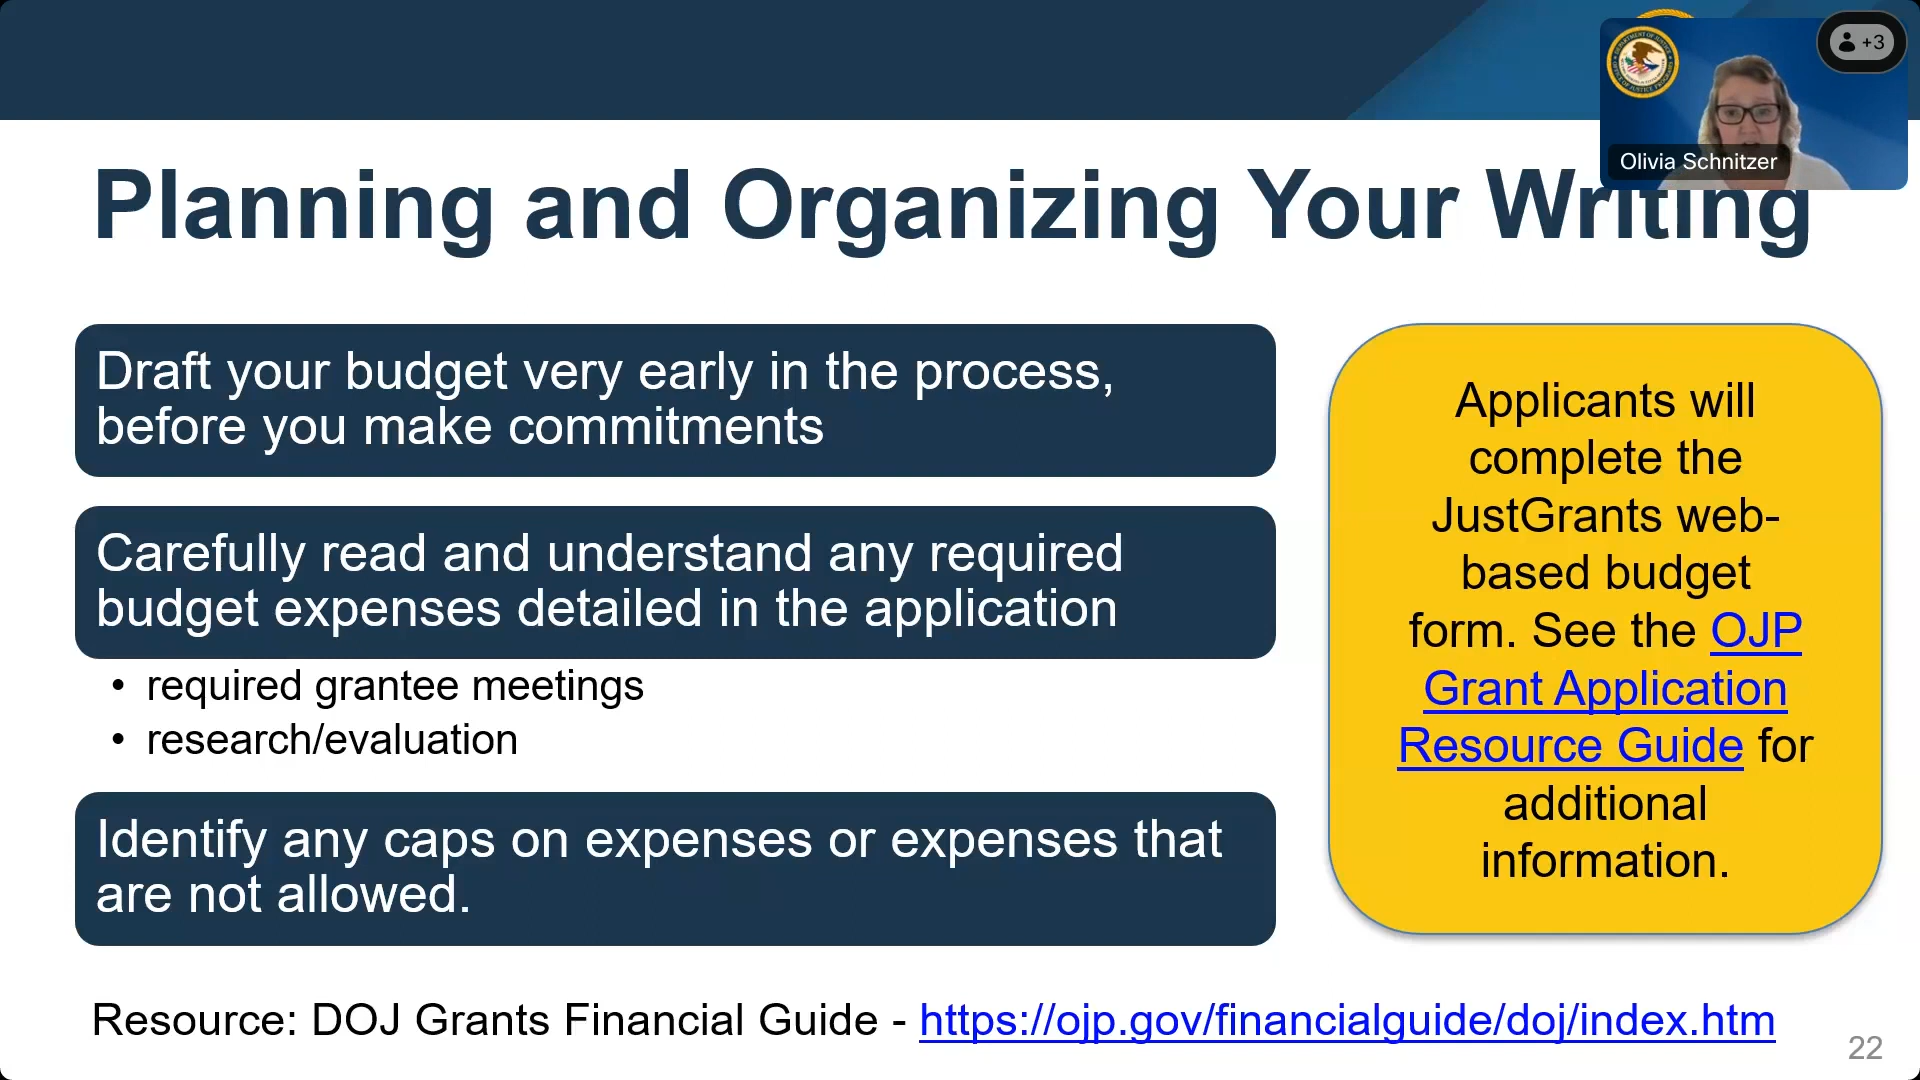 +3
Olivia Schnitzer
Planning and Organizing Your Writing
Draft your budget very early in the process,
before you make commitments
Carefully read and understand any required
budget expenses detailed in the application
• required grantee meetings
• research/evaluation
Identify any caps on expenses or expenses that
are not allowed.
Applicants will
complete the
JustGrants web-
based budget
form. See the OJP
Grant Application
Resource Guide for
additional
information.
Resource: DOJ Grants Financial Guide - https://ojp.gov/financialguide/doj/index.htm
22